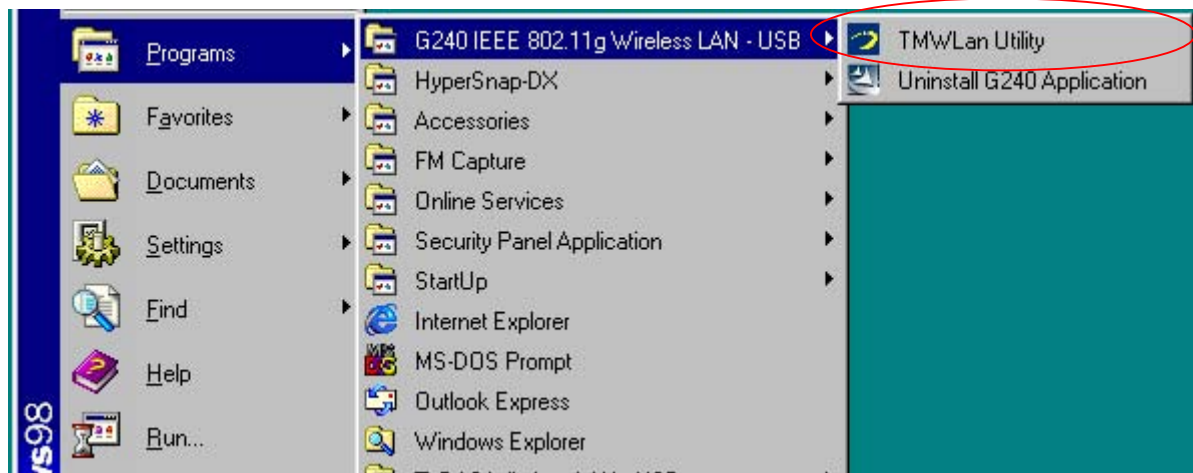 Programs
Favorites
Documents
Settings
Find
Help
Run...
98
G240 IEEE 802.11g Wireless LAN - USB
HyperSnap-DX
Accessories
FM Capture
Online Services
Security Panel Application
StartUp
Internet Explorer
MS-DOS Prompt
Outlook Express
Windows Explorer
TMWLan Utility
Uninstall G240 Application